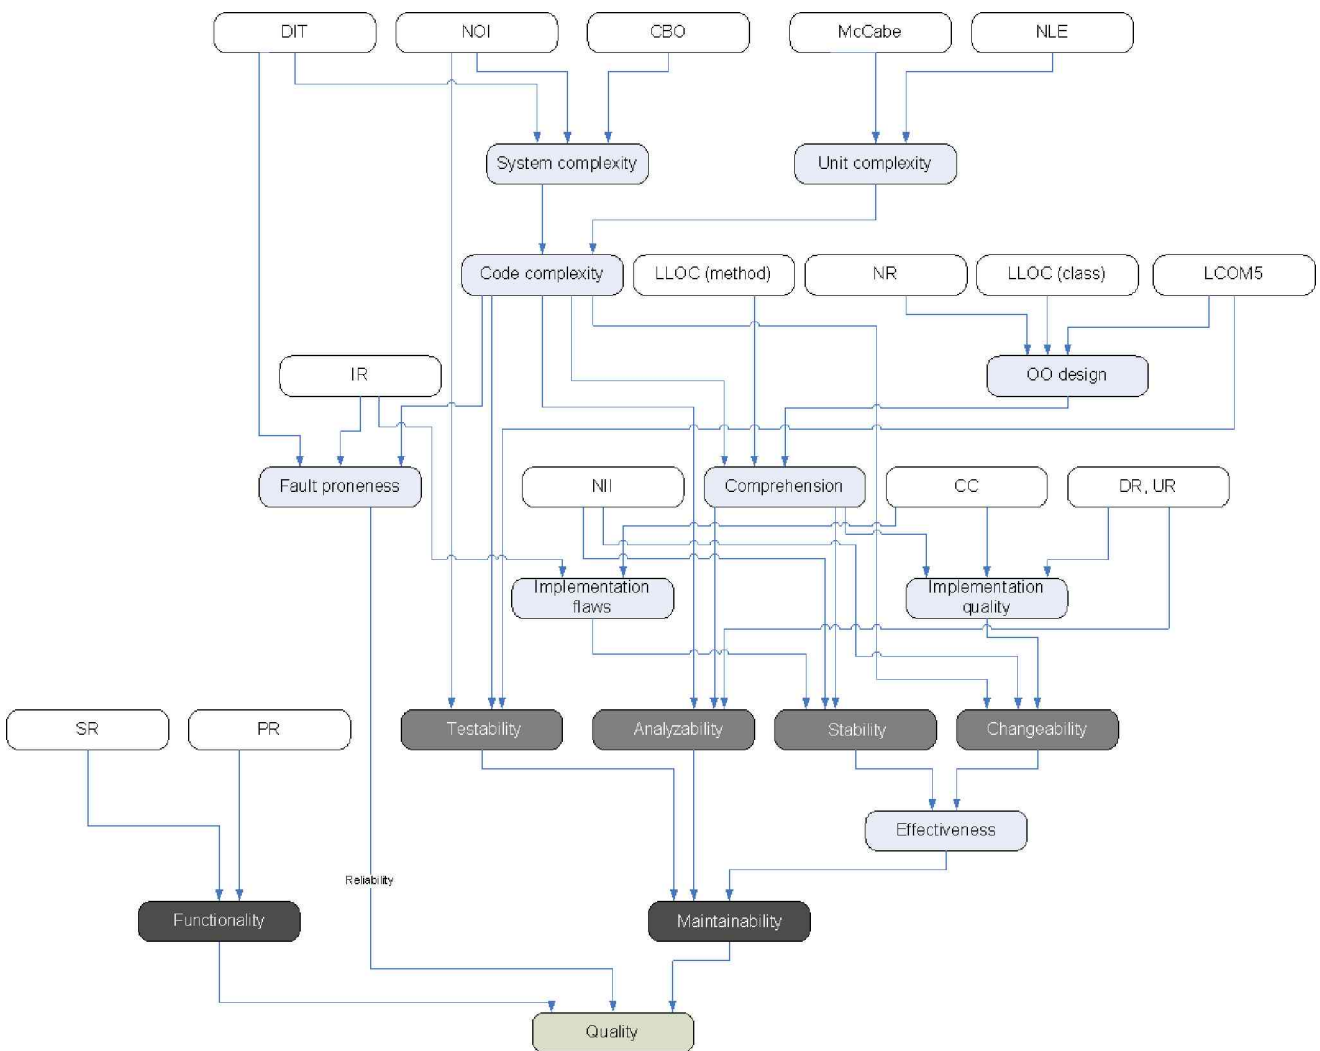 DIT
NOI
CBO
McCabe
NLE
System complexity
Unit complexity
Code complexity
LLOC (method)
NR
LLOC (class)
LCOM5
IR
OO design
Fault proneness
NII
Comprehension
CC
DR, UR
Implementation
flaws
Implementation
quality
SR
PR
Testability
Analyzability
Stability
Changeability
Effectiveness
Reliability
Functionality
Maintainability
Quality